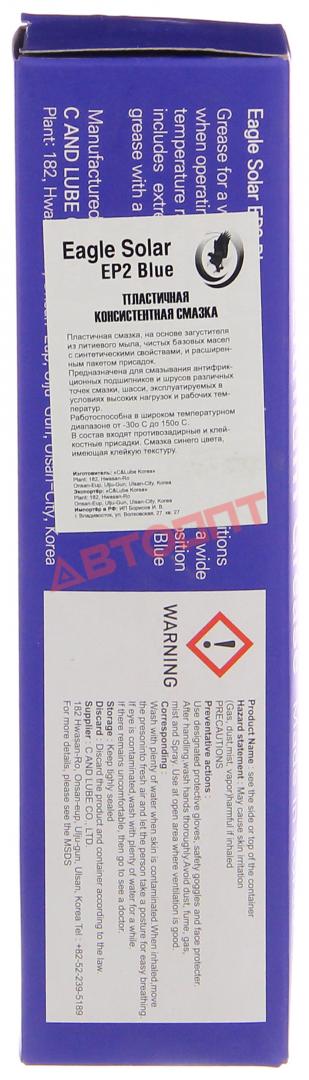 Eagle Solar
Grease for a
when operatin
temperature
includes extre
grease with a
Manufactured
C AND LUBE
Plant: 182, Hwa
Ulsan-City, Korea
a wide
position
Blue
Eagle Solar
EP2 Blue
ПЛАСТИЧНАЯ
КОНСИСТЕНТНАЯ СМАЗКА
Пластичная смазка, на основе загустителя
из литиевого мыла, чистых базовых масел
с синтетическими свойствами, и расширен-
ным пакетом присадок.
Предназначена для смазывания антифрик-
ционных подшипников и шрусов различных
точек смазки, шасси, эксплуатируемых в
условиях высоких нагрузок и рабочих тем-
ператур.
Работоспособна в широком температурном
диапазоне от -30о С до 150о С.
В состав входят противозадирные и клей-
костные присадки. Смазка синего цвета,
имеющая клейкую текстуру.
Изготовитель: «C&Lube Korea»
Plant: 182, Hwasan-Ro
Onsan-Eup, Ulju-Gun, Ulsan-City, Korea
Экспортёр: «C&Lube Korea»
Plant: 182, Hwasan-Ro
Onsan-Eup, Ulju-Gun, Ulsan-City, Korea
Импортёр в РФ: ИП Борисов И. В.
г. Владивосток, ул. Волховская, 27, кв. 27
АВТООПТ
WARNING
Product Name : see the side or top of the container
Hazard statement : May cause skin irritation
(Gas, dust,mist, vapor)harmful if inhaled
PRECAUTIONS
Preventative actions :
Use designated protective gloves,safety goggles and face protecter.
After handling,wash hands thoroughly.Avoid dust, fume, gas,
mist and Spray. Use at open area where ventilation is good.
Corresponding :
Wash with plenty of water when skin is contaminated.When inhaled,move
the person into fresh air and let the person take a posture for easy breathing.
If eye is contaminated,wash with plenty of water for a while.
If there remains uncomfortable, then go to see a doctor.
Storage : Keep tightly sealed
Discard : Discard the product and container according to the law.
Supplier : C AND LUBE CO., LTD.
182 Hwasan-Ro, Onsan-eup, Ulju-gun, Ulsan, Korea Tel : +82-52-239-5189
For more details, please see the MSDS